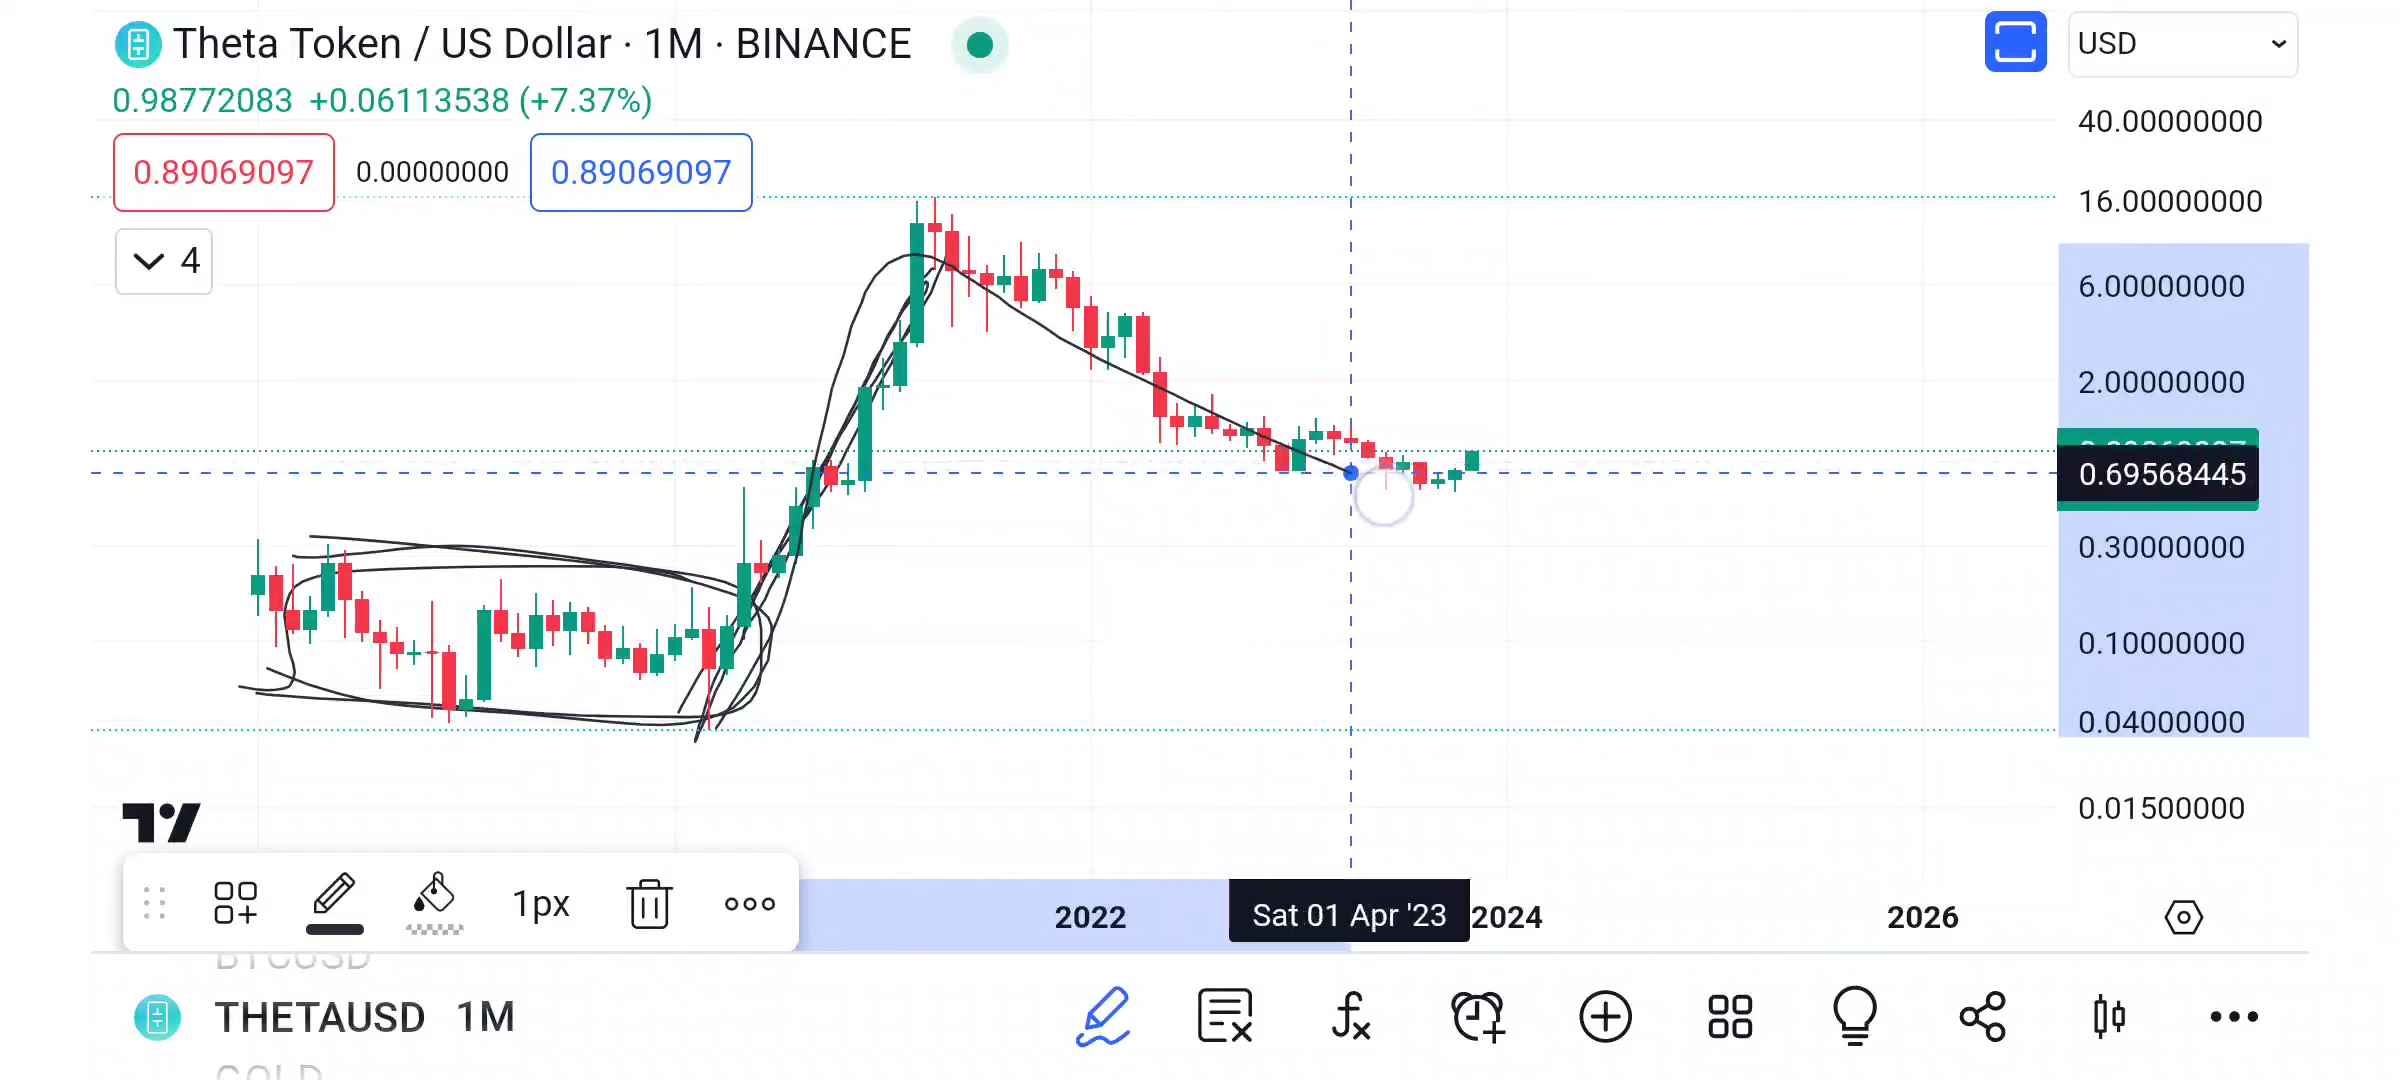 Theta Token / US Dollar · 1M · BINANCE
USD
0.98772083 +0.06113538 (+7.37%)
0.89069097 0.00000000 0.89069097
4
40.00000000
16.00000000
6.00000000
2.00000000
0.69568445
0.30000000
0.10000000
0.04000000
0.01500000
1px
2022
Sat 01 Apr '23
2024
2026
BTCUSD
THETAUSD 1M
GOLD